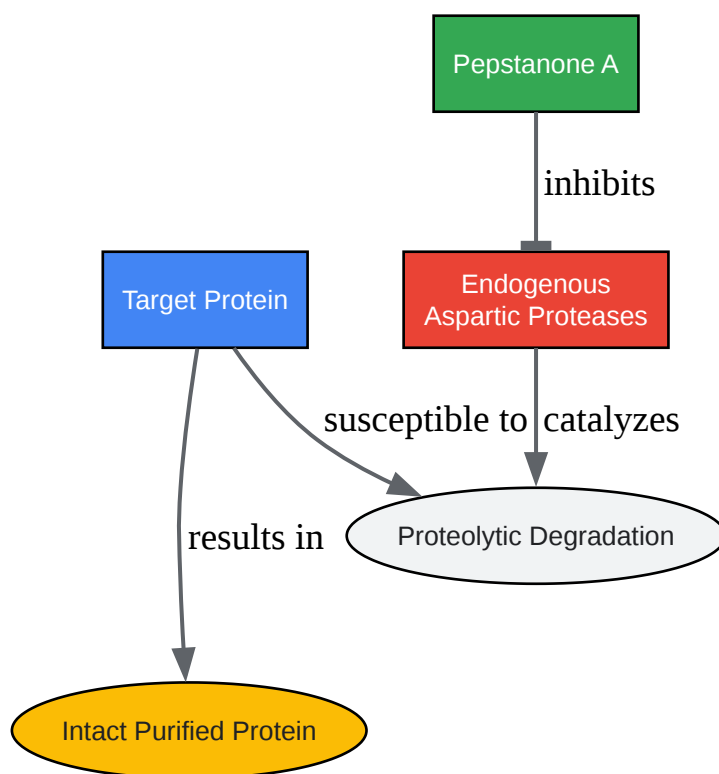 Pepstanone A
inhibits
Target Protein
Endogenous
Aspartic Proteases
susceptible to
catalyzes
results in
Proteolytic Degradation
Intact Purified Protein